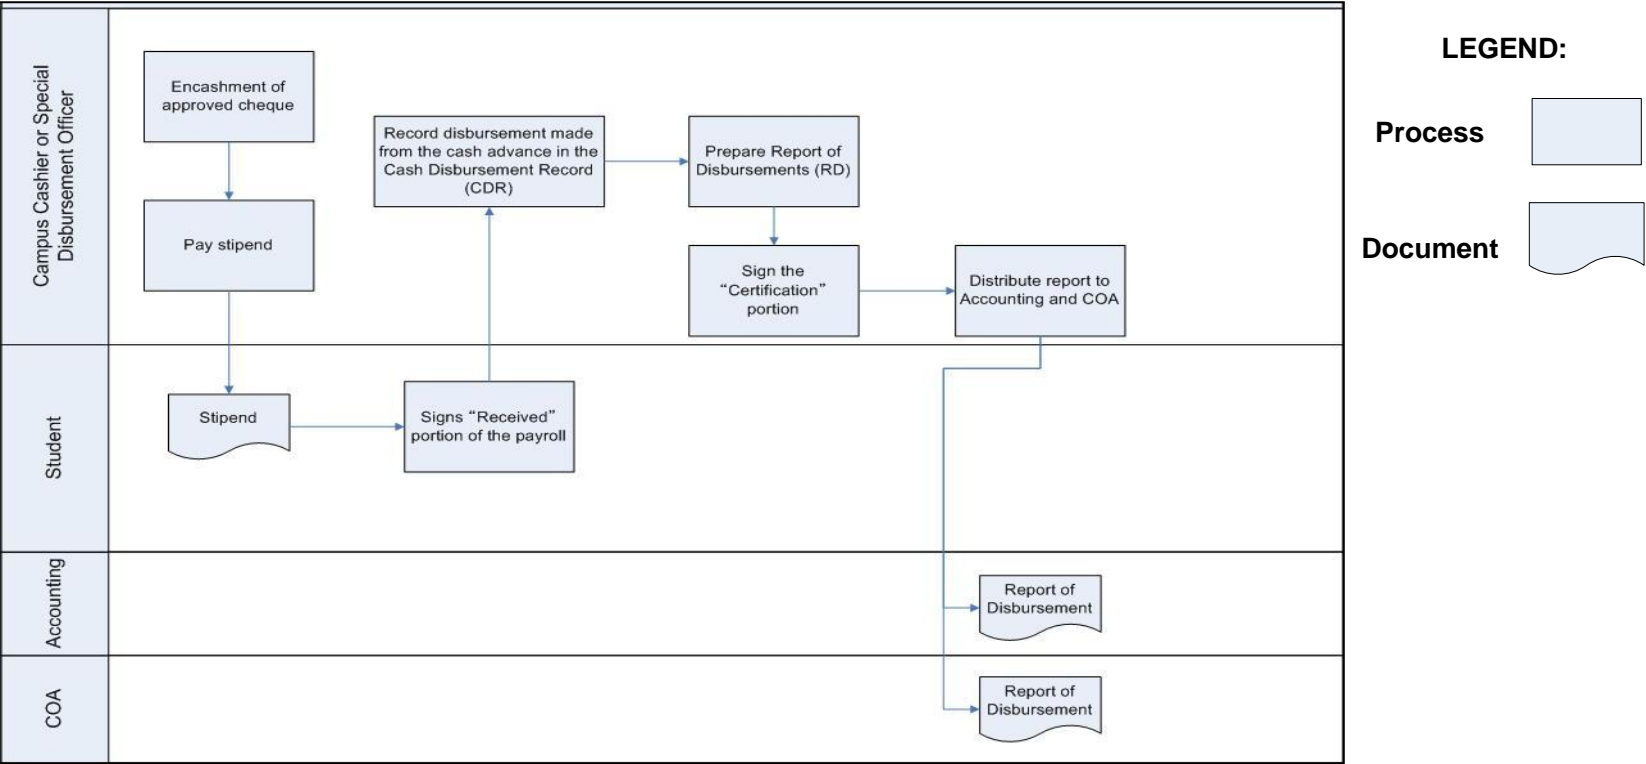 Campus Cashier or Special
Disbursement Officer
Encashment of
approved cheque
Pay stipend
Record disbursement made
from the cash advance in the
Cash Disbursement Record
(CDR)
Prepare Report of
Disbursements (RD)
Sign the
“Certification”
portion
Distribute report to
Accounting and COA
Student
Stipend
Signs “Received”
portion of the payroll
Accounting
Report of
Disbursement
COA
Report of
Disbursement
LEGEND:
Process
Document